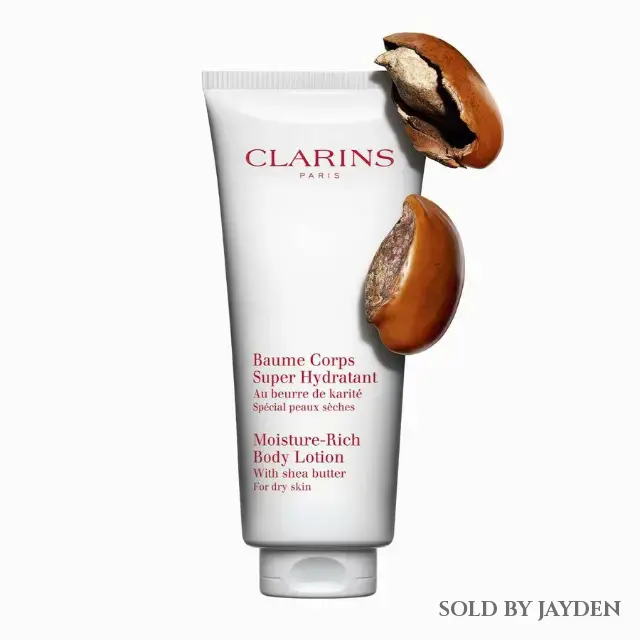 CLARINS
PARIS
Baume Corps
Super Hydratant
Au beurre de karité
Spécial peaux sèches
Moisture-Rich
Body Lotion
With shea butter
For dry skin
SOLD BY JAYDEN